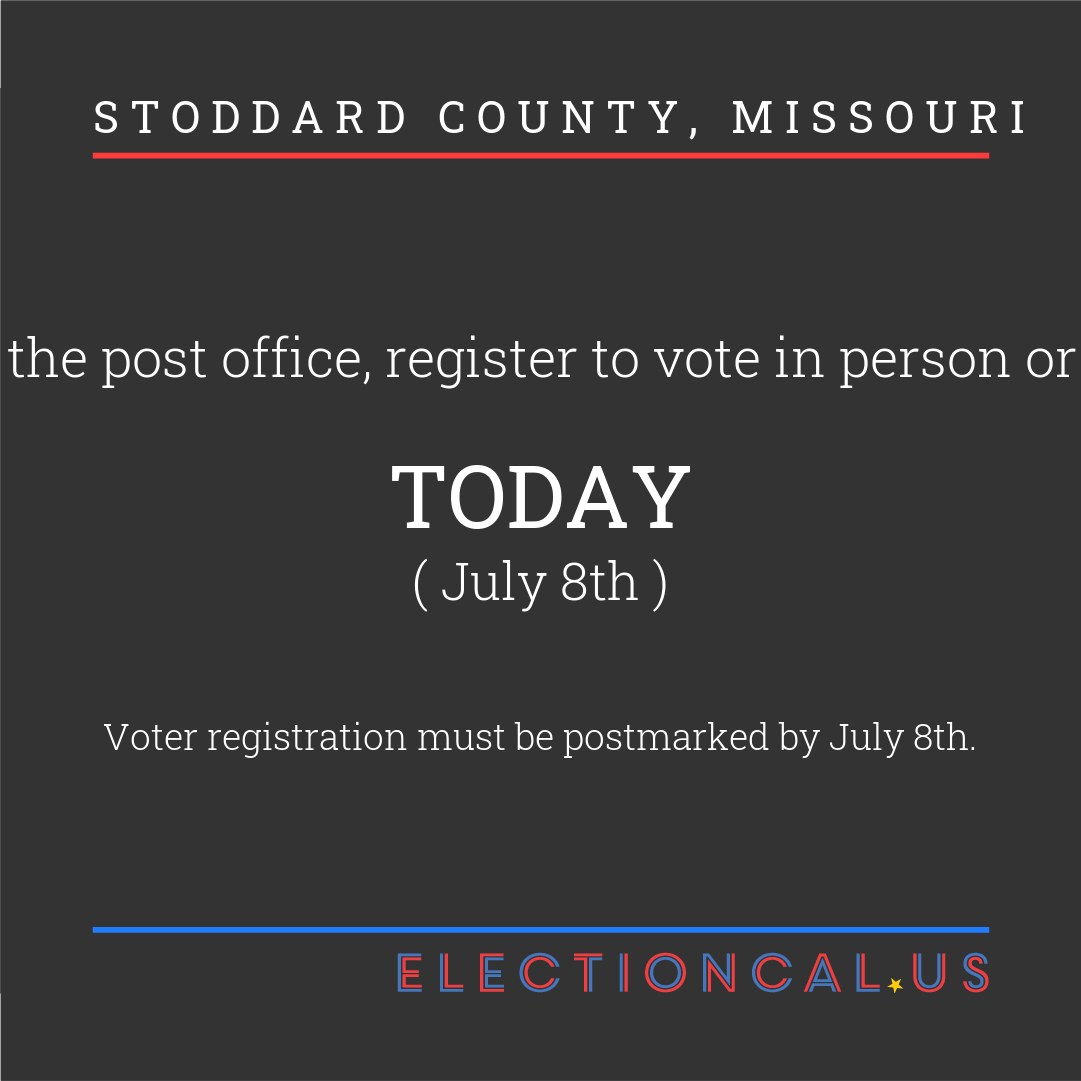 STODDARD COUNTY, MISSOURI
the post office, register to vote in person or
TODAY
( July 8th )
Voter registration must be postmarked by July 8th.
ELECTIONCAL.US